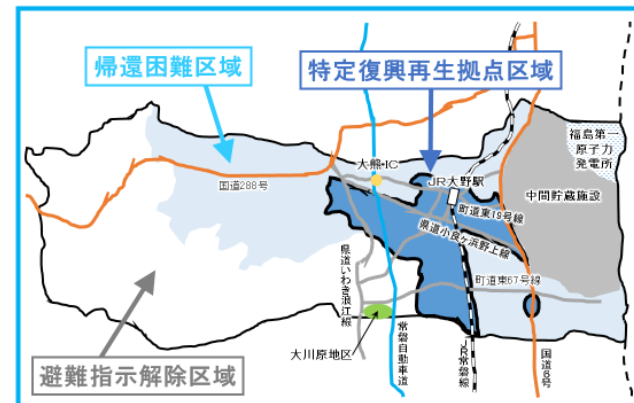 帰還困難区域
特定復興再生拠点区域
福島第一
原子力
発電所
大熊IC
JR大野駅
国道288号
中間貯蔵施設
町道東19号線
県道小良ヶ浜野上線
県道いわき浪江線
町道東67号線
大川原地区
常磐自動車道
JR常磐線
国道6号
避難指示解除区域